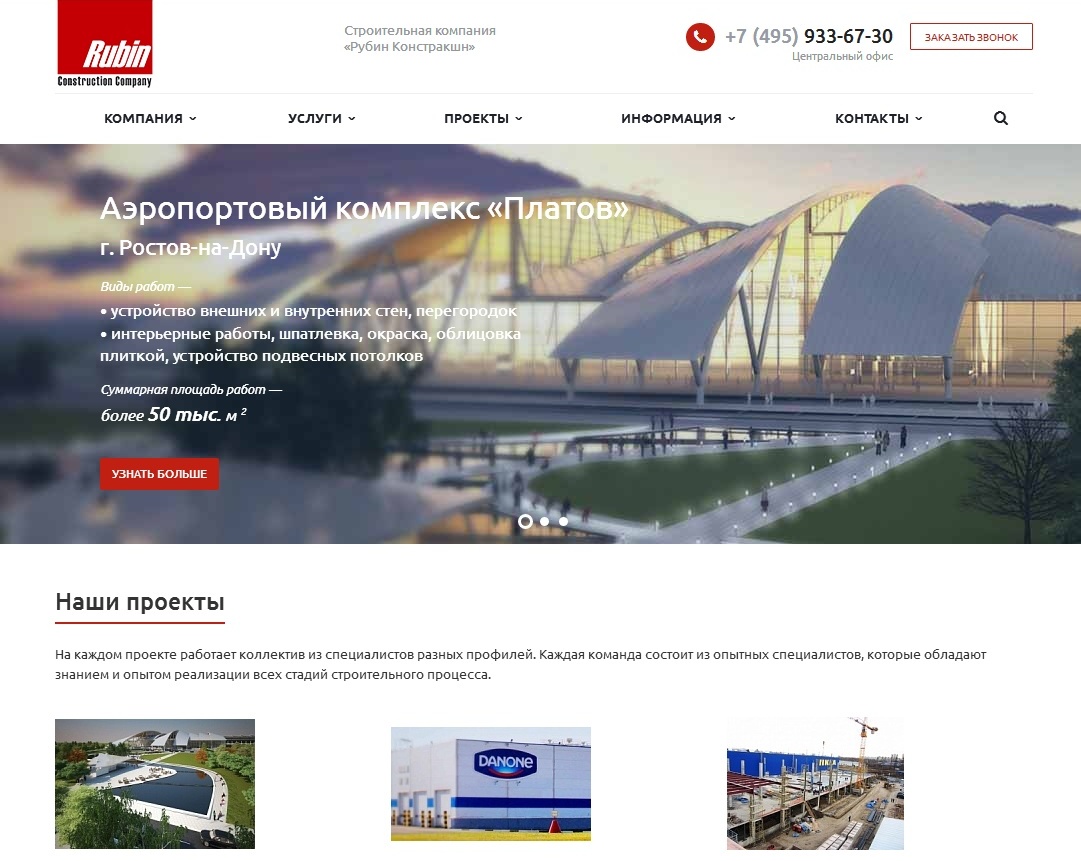 Rubin
Construction Company
Строительная компания
«Рубин Констракшн»
+7 (495) 933-67-30
Центральный офис
ЗАКАЗАТЬ ЗВОНОК
КОМПАНИЯ
УСЛУГИ
ПРОЕКТЫ
ИНФОРМАЦИЯ
КОНТАКТЫ
Аэропортовый комплекс «Платов»
г. Ростов-на-Дону
Виды работ —
• устройство внешних и внутренних стен, перегородок
• интерьерные работы, шпатлевка, окраска, облицовка
плиткой, устройство подвесных потолков
Суммарная площадь работ —
более 50 тыс. м ²
УЗНАТЬ БОЛЬШЕ
Наши проекты
На каждом проекте работает коллектив из специалистов разных профилей. Каждая команда состоит из опытных специалистов, которые обладают
знанием и опытом реализации всех стадий строительного процесса.
DANONE